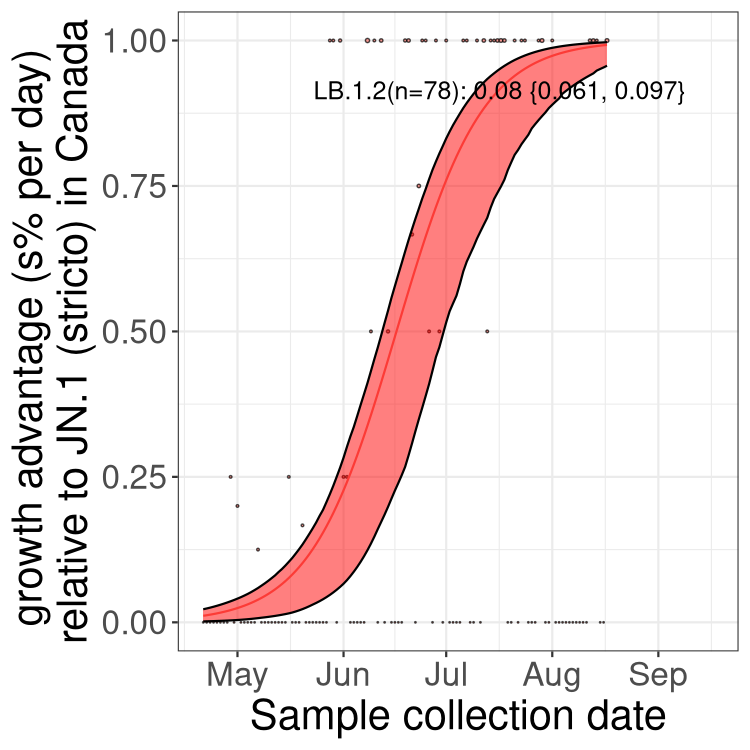 growth advantage (s% per day)
relative to JN.1 (stricto) in Canada
1.00
0.75
0.50
0.25
0.00
LB.1.2(n=78): 0.08 {0.061, 0.097}
May Jun Jul Aug Sep
Sample collection date